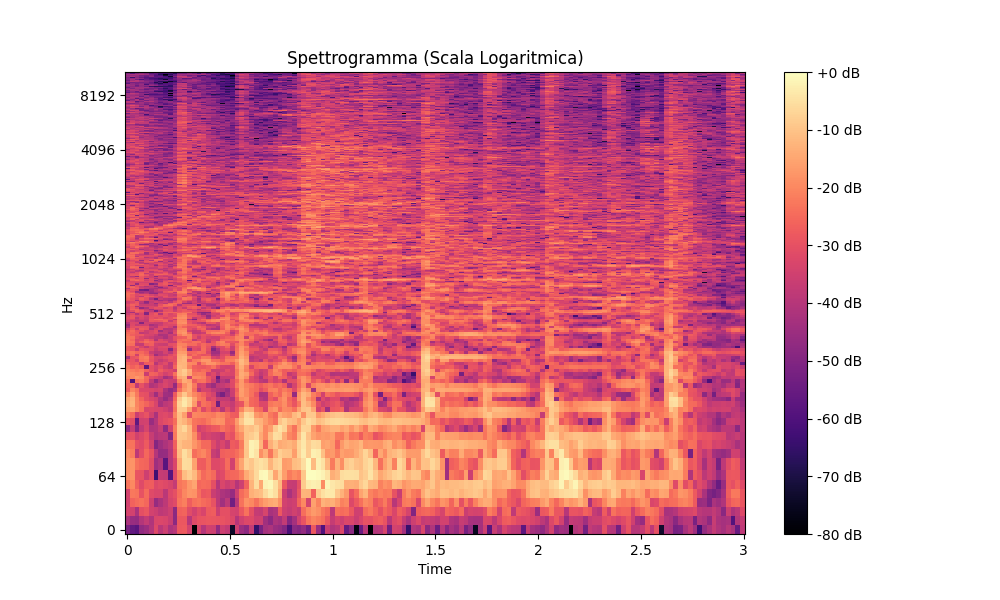 Spettrogramma (Scala Logaritmica)
Hz
8192
4096
2048
1024
512
256
128
64
0
0 0.5 1 1.5 2 2.5 3
Time
+0 dB
-10 dB
-20 dB
-30 dB
-40 dB
-50 dB
-60 dB
-70 dB
-80 dB